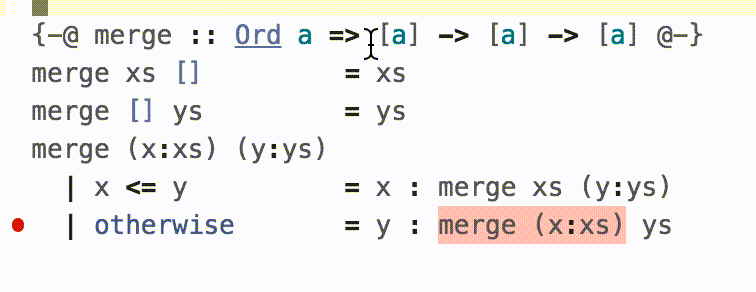 {-@ merge :: Ord a => [a] -> [a] -> [a] @-}
merge xs [] = xs
merge [] ys = ys
merge (x:xs) (y:ys)
| x <= y = x : merge xs (y:ys)
| otherwise = y : merge (x:xs) ys